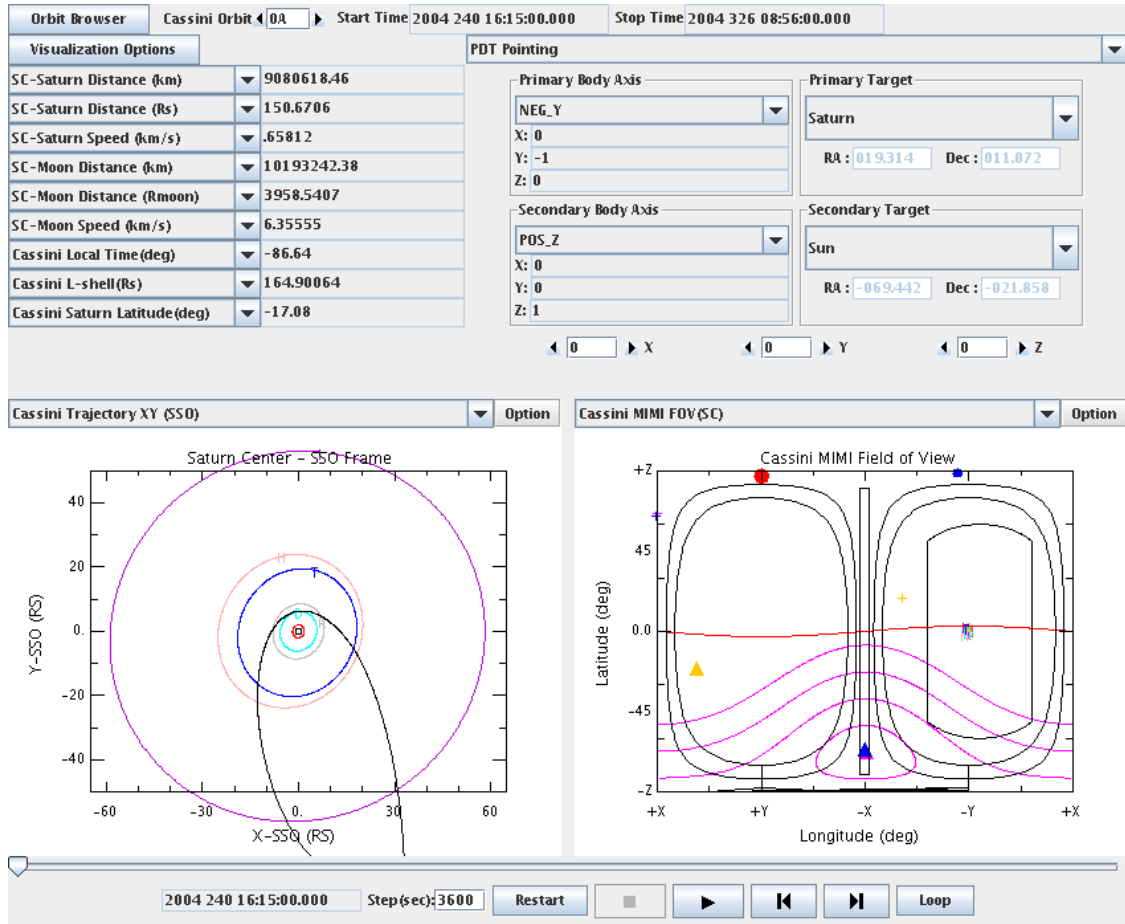 Orbit Browser Cassini Orbit 0A Start Time 2004 240 16:15:00.000 Stop Time 2004 326 08:56:00.000
Visualization Options PDT Pointing
SC-Saturn Distance (km) 9080618.46
SC-Saturn Distance (Rs) 150.6706
SC-Saturn Speed (km/s) .65812
SC-Moon Distance (km) 10193242.38
SC-Moon Distance (Rmoon) 3958.5407
SC-Moon Speed (km/s) 6.35555
Cassini Local Time(deg) -86.64
Cassini L-shell(Rs) 164.90064
Cassini Saturn Latitude(deg) -17.08
Primary Body Axis
NEG_Y
X: 0
Y: -1
Z: 0
Primary Target
Saturn
RA : 019.314 Dec : 011.072
Secondary Body Axis
POS_Z
X: 0
Y: 0
Z: 1
Secondary Target
Sun
RA : -069.442 Dec : -021.858
0 X 0 Y 0 Z
Cassini Trajectory XY (SSO) Option
Saturn Center - SSO Frame
Y-SSO (RS)
40
20
0.
-20
-40
H
T
-60 -30 0. 30 60
X-SSO (RS)
Cassini MIMI FOV(SC) Option
Cassini MIMI Field of View
Latitude (deg)
+Z
45
0.0
-45
-Z
+X +Y -X -Y +X
Longitude (deg)
2004 240 16:15:00.000 Step(sec): 3600 Restart Loop